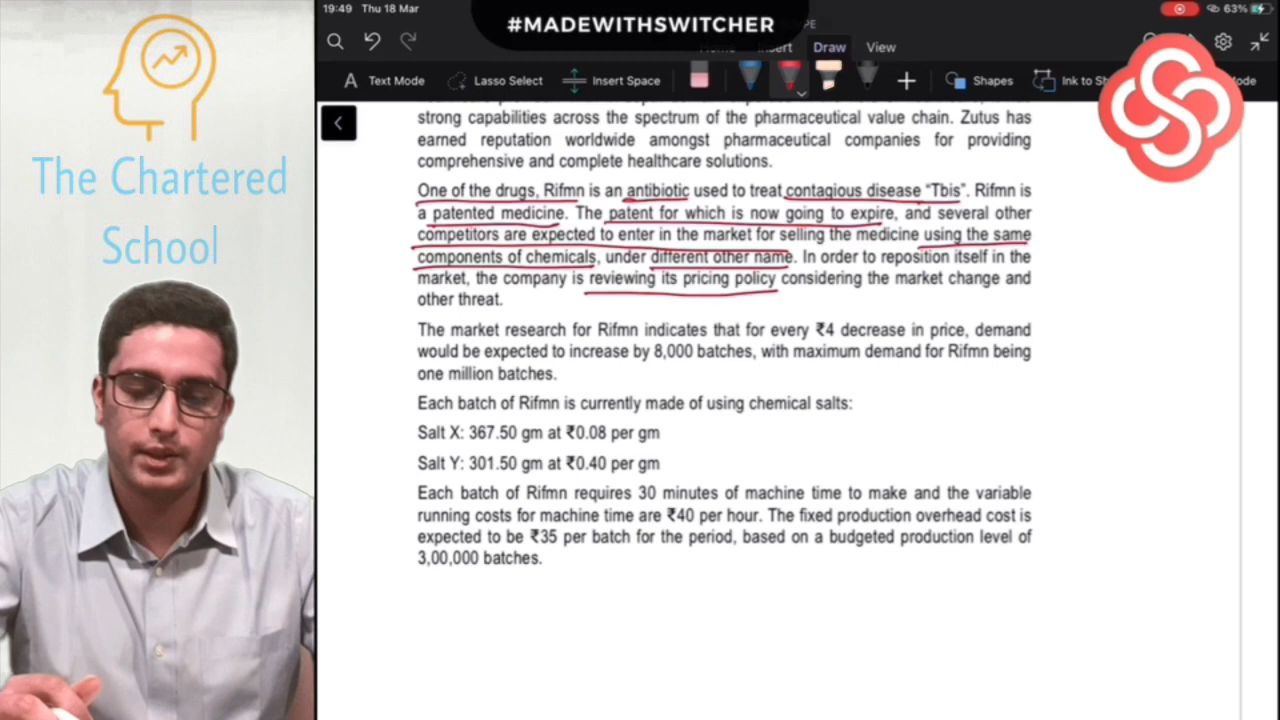 19:49 Thu 18 Mar
#MADEWITHSWITCHER
63%
Insert Draw View
Text Mode Lasso Select Insert Space Shapes Ink to
The Chartered
School
strong capabilities across the spectrum of the pharmaceutical value chain. Zutus has
earned reputation worldwide amongst pharmaceutical companies for providing
comprehensive and complete healthcare solutions.
One of the drugs, Rifmn is an antibiotic used to treat contagious disease “Tbis”. Rifmn is
a patented medicine. The patent for which is now going to expire, and several other
competitors are expected to enter in the market for selling the medicine using the same
components of chemicals, under different other name. In order to reposition itself in the
market, the company is reviewing its pricing policy considering the market change and
other threat.
The market research for Rifmn indicates that for every ₹4 decrease in price, demand
would be expected to increase by 8,000 batches, with maximum demand for Rifmn being
one million batches.
Each batch of Rifmn is currently made of using chemical salts:
Salt X: 367.50 gm at ₹0.08 per gm
Salt Y: 301.50 gm at ₹0.40 per gm
Each batch of Rifmn requires 30 minutes of machine time to make and the variable
running costs for machine time are ₹40 per hour. The fixed production overhead cost is
expected to be ₹35 per batch for the period, based on a budgeted production level of
3,00,000 batches.